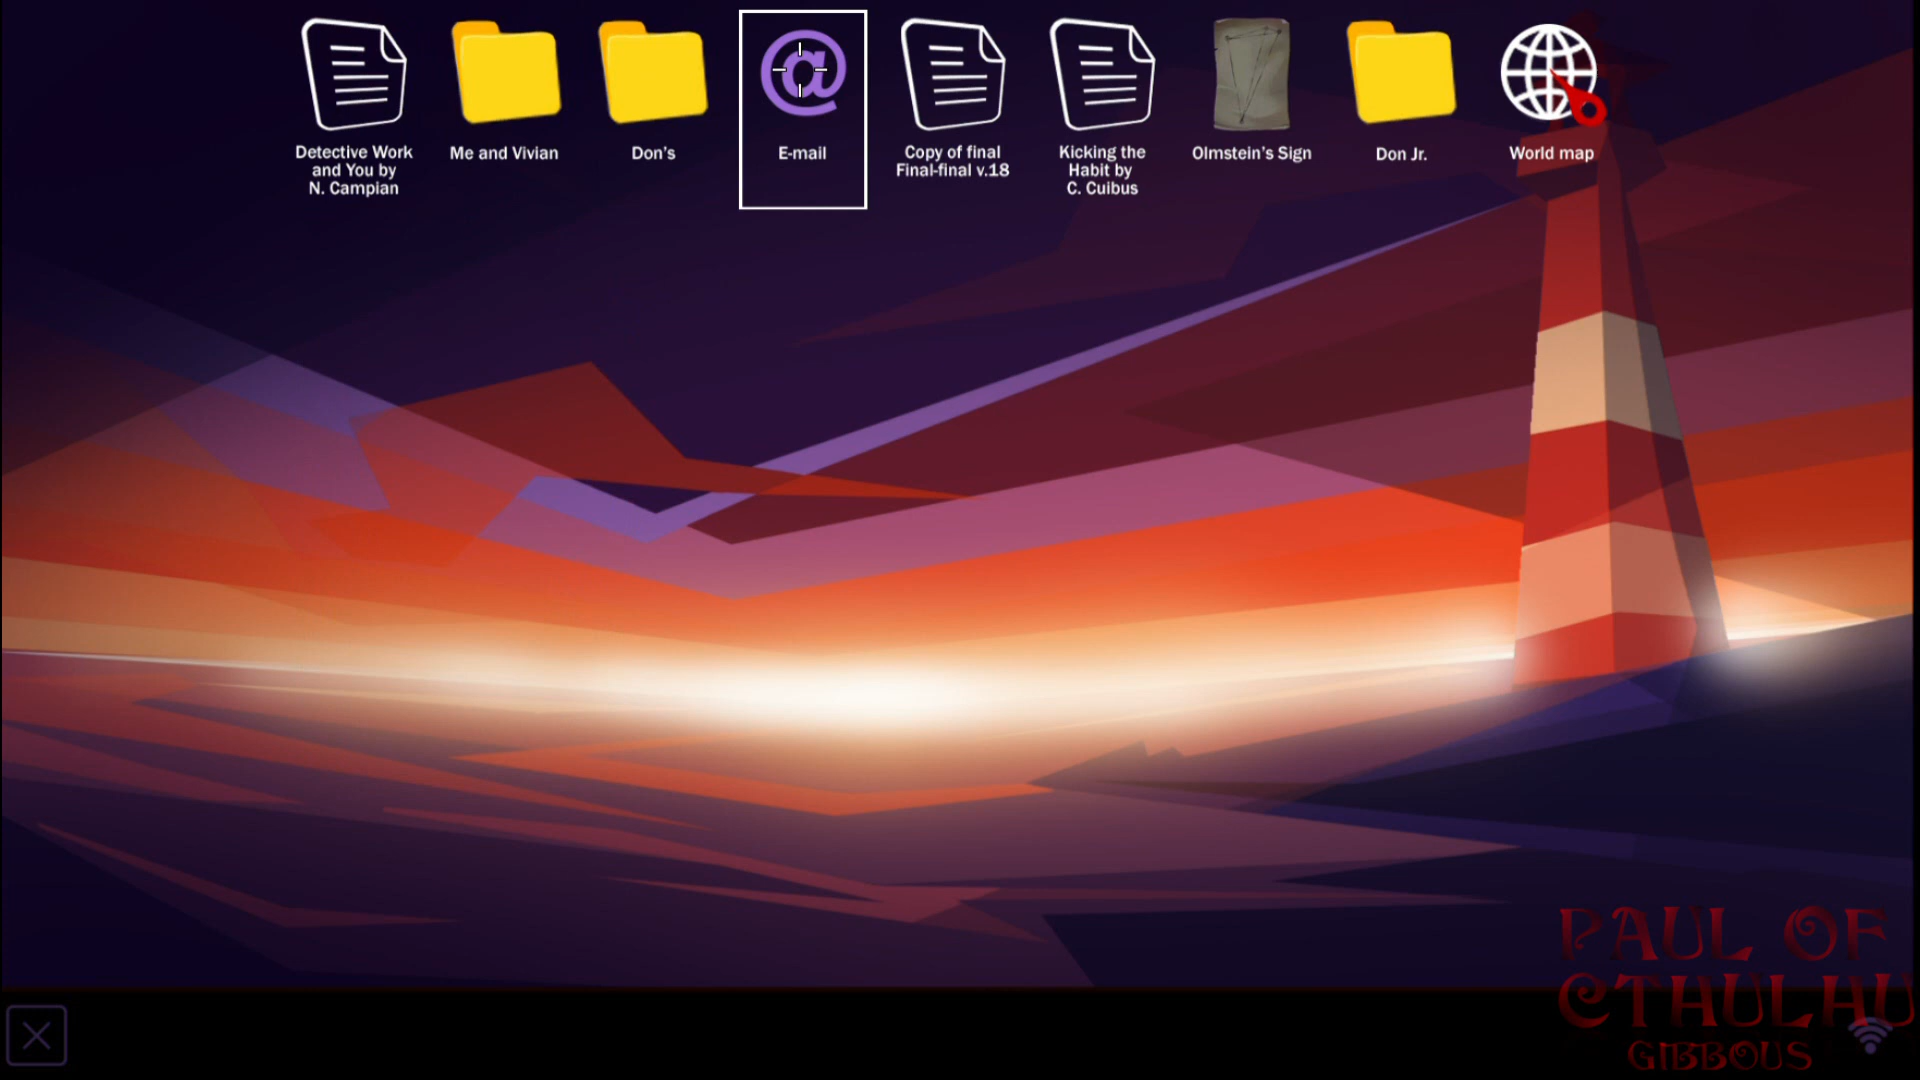 Detective Work
and You by
N. Campian
Me and Vivian
Don's
@
E-mail
Copy of final
Final-final v.18
Kicking the
Habit by
C. Cuibus
Olmstein's Sign
Don Jr.
World map
PAUL OF
CTHULHU
GIBBOUS